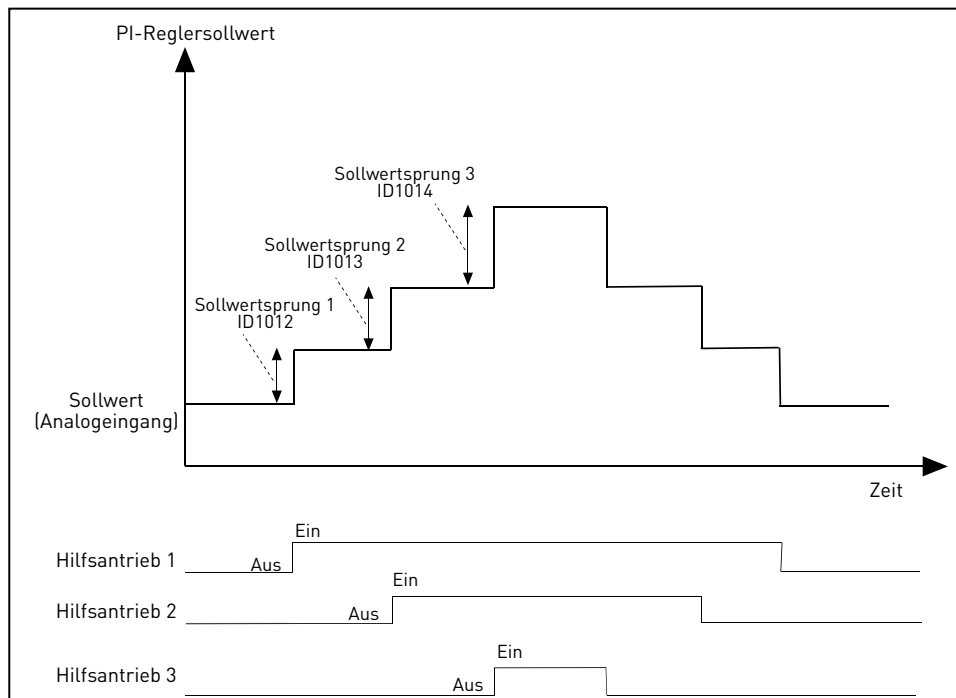 PI-Reglersollwert
Sollwertsprung 3
ID1014
Sollwertsprung 2
ID1013
Sollwertsprung 1
ID1012
Sollwert
(Analogeingang)
Zeit
Ein
Hilfsantrieb 1
Aus
Ein
Hilfsantrieb 2
Aus
Ein
Hilfsantrieb 3
Aus